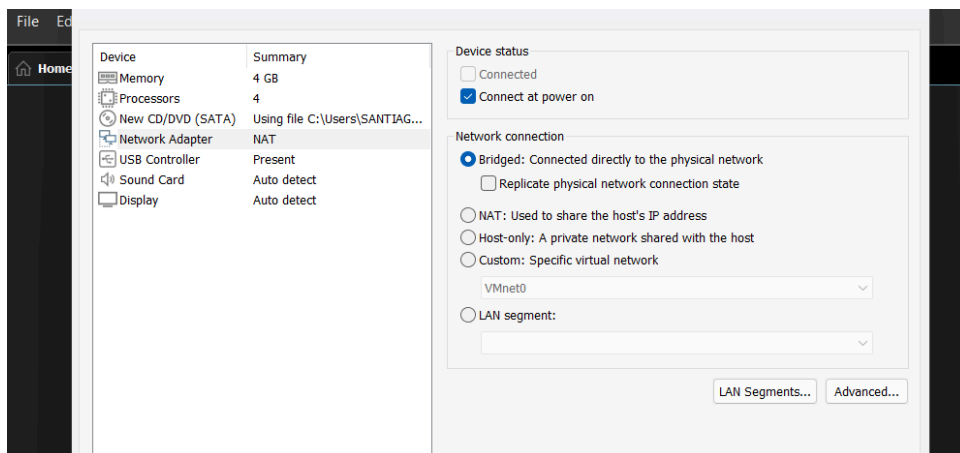 File Ed
Home
Device Summary
Memory 4 GB
Processors 4
New CD/DVD (SATA) Using file C:\Users\SANTIAG...
Network Adapter NAT
USB Controller Present
Sound Card Auto detect
Display Auto detect
Device status
Connected
Connect at power on
Network connection
Bridged: Connected directly to the physical network
Replicate physical network connection state
NAT: Used to share the host's IP address
Host-only: A private network shared with the host
Custom: Specific virtual network
VMnet0
LAN segment:
LAN Segments... Advanced...